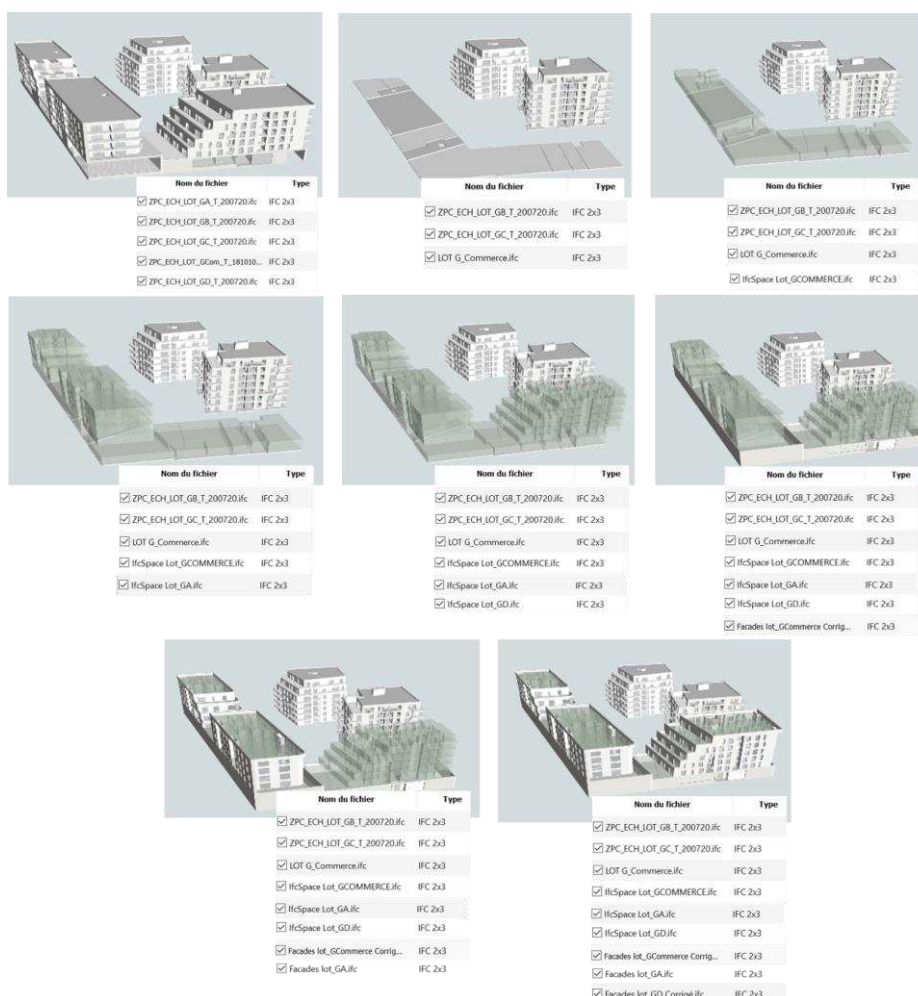 Nom du fichier Type
ZPC_ECH_LOT_GA_T_200720.ifc IFC 2x3
ZPC_ECH_LOT_GB_T_200720.ifc IFC 2x3
ZPC_ECH_LOT_GC_T_200720.ifc IFC 2x3
ZPC_ECH_LOT_GCom_T_181010... IFC 2x3
ZPC_ECH_LOT_GD_T_200720.ifc IFC 2x3
Nom du fichier Type
ZPC_ECH_LOT_GB_T_200720.ifc IFC 2x3
ZPC_ECH_LOT_GC_T_200720.ifc IFC 2x3
LOT G_Commerce.ifc IFC 2x3
Nom du fichier Type
ZPC_ECH_LOT_GB_T_200720.ifc IFC 2x3
ZPC_ECH_LOT_GC_T_200720.ifc IFC 2x3
LOT G_Commerce.ifc IFC 2x3
IfcSpace Lot_GCOMMERCE.ifc IFC 2x3
Nom du fichier Type
ZPC_ECH_LOT_GB_T_200720.ifc IFC 2x3
ZPC_ECH_LOT_GC_T_200720.ifc IFC 2x3
LOT G_Commerce.ifc IFC 2x3
IfcSpace Lot_GCOMMERCE.ifc IFC 2x3
IfcSpace Lot_GA.ifc IFC 2x3
Nom du fichier Type
ZPC_ECH_LOT_GB_T_200720.ifc IFC 2x3
ZPC_ECH_LOT_GC_T_200720.ifc IFC 2x3
LOT G_Commerce.ifc IFC 2x3
IfcSpace Lot_GCOMMERCE.ifc IFC 2x3
IfcSpace Lot_GA.ifc IFC 2x3
IfcSpace Lot_GD.ifc IFC 2x3
Nom du fichier Type
ZPC_ECH_LOT_GB_T_200720.ifc IFC 2x3
ZPC_ECH_LOT_GC_T_200720.ifc IFC 2x3
LOT G_Commerce.ifc IFC 2x3
IfcSpace Lot_GCOMMERCE.ifc IFC 2x3
IfcSpace Lot_GA.ifc IFC 2x3
IfcSpace Lot_GD.ifc IFC 2x3
Facades lot_GCommerce Corrig... IFC 2x3
Nom du fichier Type
ZPC_ECH_LOT_GB_T_200720.ifc IFC 2x3
ZPC_ECH_LOT_GC_T_200720.ifc IFC 2x3
LOT G_Commerce.ifc IFC 2x3
IfcSpace Lot_GCOMMERCE.ifc IFC 2x3
IfcSpace Lot_GA.ifc IFC 2x3
IfcSpace Lot_GD.ifc IFC 2x3
Facades lot_GCommerce Corrig... IFC 2x3
Facades lot_GA.ifc IFC 2x3
Nom du fichier Type
ZPC_ECH_LOT_GB_T_200720.ifc IFC 2x3
ZPC_ECH_LOT_GC_T_200720.ifc IFC 2x3
LOT G_Commerce.ifc IFC 2x3
IfcSpace Lot_GCOMMERCE.ifc IFC 2x3
IfcSpace Lot_GA.ifc IFC 2x3
IfcSpace Lot_GD.ifc IFC 2x3
Facades lot_GCommerce Corrig... IFC 2x3
Facades lot_GA.ifc IFC 2x3
Facades lot_GD Corrigé.ifc IFC 2x3